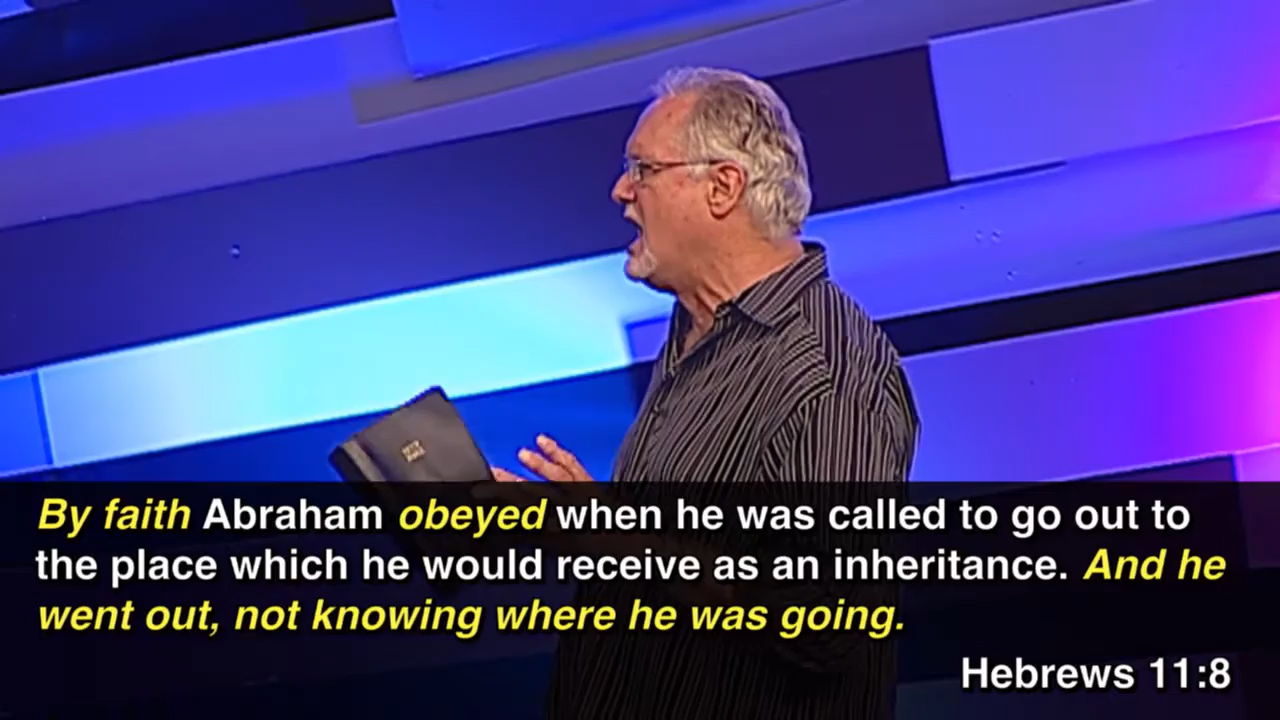 By faith Abraham obeyed when he was called to go out to
the place which he would receive as an inheritance. And he
went out, not knowing where he was going.
Hebrews 11:8